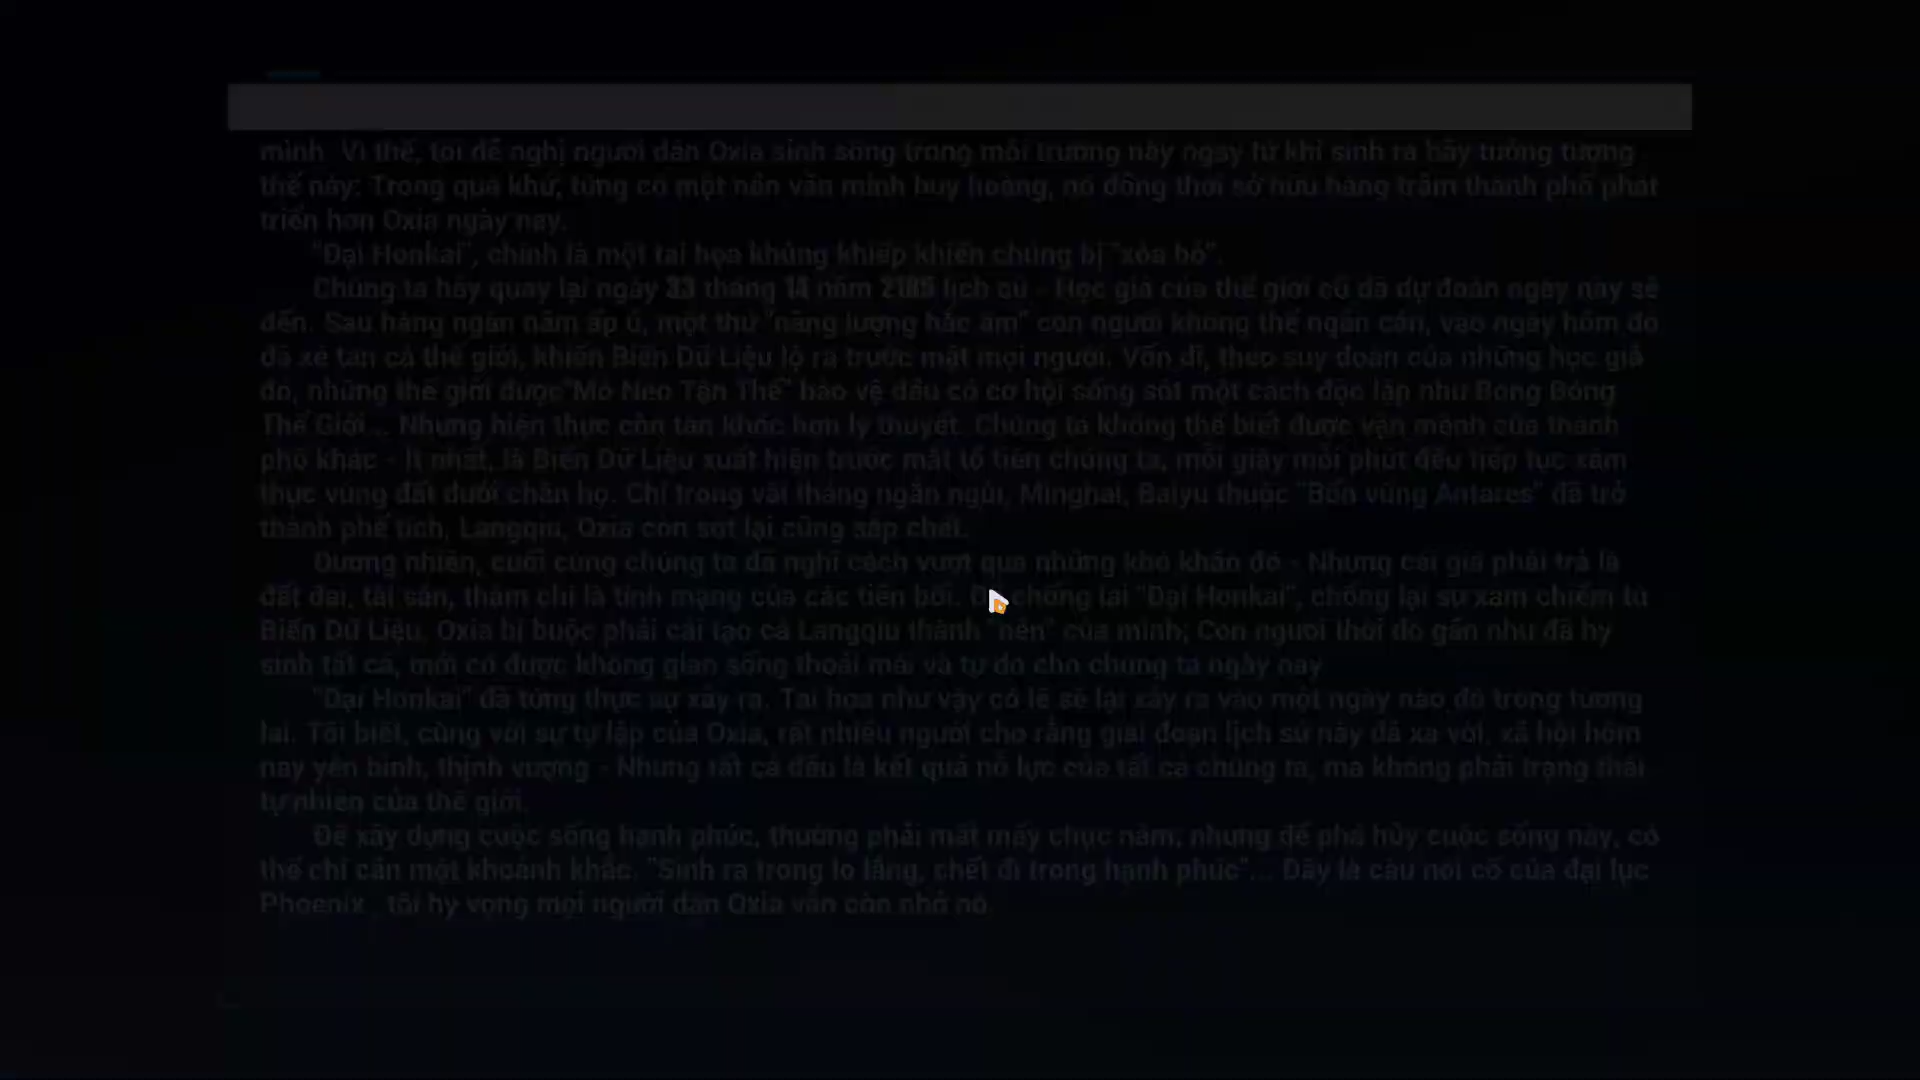 mình. Vì thế, tôi đề nghị người dân Oxia sinh sống trong môi trường này ngay từ khi sinh ra hãy tưởng tượng
thế này: Trong quá khứ, từng có một nền văn minh huy hoàng, nó đồng thời sở hữu hàng trăm thành phố phát
triển hơn Oxia ngày nay.
"Đại Honkai", chính là một tai họa khủng khiếp khiến chúng bị "xóa bỏ".
Chúng ta hãy quay lại ngày tháng năm lịch cũ - Học giả của thế giới cũ đã dự đoán ngày này sẽ
đến. Sau hàng ngàn năm ấp ủ, một thứ "năng lượng hắc ám" con người không thể ngăn cản, vào ngày hôm đó
đã xé tan cả thế giới, khiến Biển Dữ Liệu lộ ra trước mặt mọi người. Vốn dĩ, theo suy đoán của những học giả
đó, những thế giới được "Mỏ Neo Tận Thế" bảo vệ đều có cơ hội sống sót một cách độc lập như Bong Bóng
Thế Giới... Nhưng hiện thực còn tàn khốc hơn lý thuyết. Chúng ta không thể biết được vận mệnh của thành
phố khác - Ít nhất, là Biển Dữ Liệu xuất hiện trước mắt tổ tiên chúng ta, mỗi giây mỗi phút đều tiếp tục xâm
thực vùng đất dưới chân họ. Chỉ trong vài tháng ngắn ngủi, Minghai, Baiyu thuộc "Bốn vùng Antares" đã trở
thành phế tích, Langqiu, Oxia còn sót lại cũng sắp chết.
Đương nhiên, cuối cùng chúng ta đã nghĩ cách vượt qua những khó khăn đó - Nhưng cái giá phải trả là
đất đai, tài sản, thậm chí là tính mạng của các tiền bối. chống lại "Đại Honkai", chống lại sự xâm chiếm từ
Biển Dữ Liệu, Oxia bị buộc phải cải tạo cả Langqiu thành "nền" của mình; Con người thời đó gần như đã hy
sinh tất cả, mới có được không gian sống thoải mái và tự do cho chúng ta ngày nay.
"Đại Honkai" đã từng thực sự xảy ra. Tai họa như vậy có lẽ sẽ lại xảy ra vào một ngày nào đó trong tương
lai. Tôi biết, cùng với sự tự lập của Oxia, rất nhiều người cho rằng giai đoạn lịch sử này đã xa vời, xã hội hôm
nay yên bình, thịnh vượng - Nhưng tất cả đều là kết quả nỗ lực của tất cả chúng ta, mà không phải trạng thái
tự nhiên của thế giới.
Để xây dựng cuộc sống hạnh phúc, thường phải mất mấy chục năm; nhưng để phá hủy cuộc sống này, có
thể chỉ cần một khoảnh khắc. "Sinh ra trong lo lắng, chết đi trong hạnh phúc"... Đây là câu nói cổ của đại lục
Phoenix, tôi hy vọng mọi người dân Oxia vẫn còn nhớ nó.